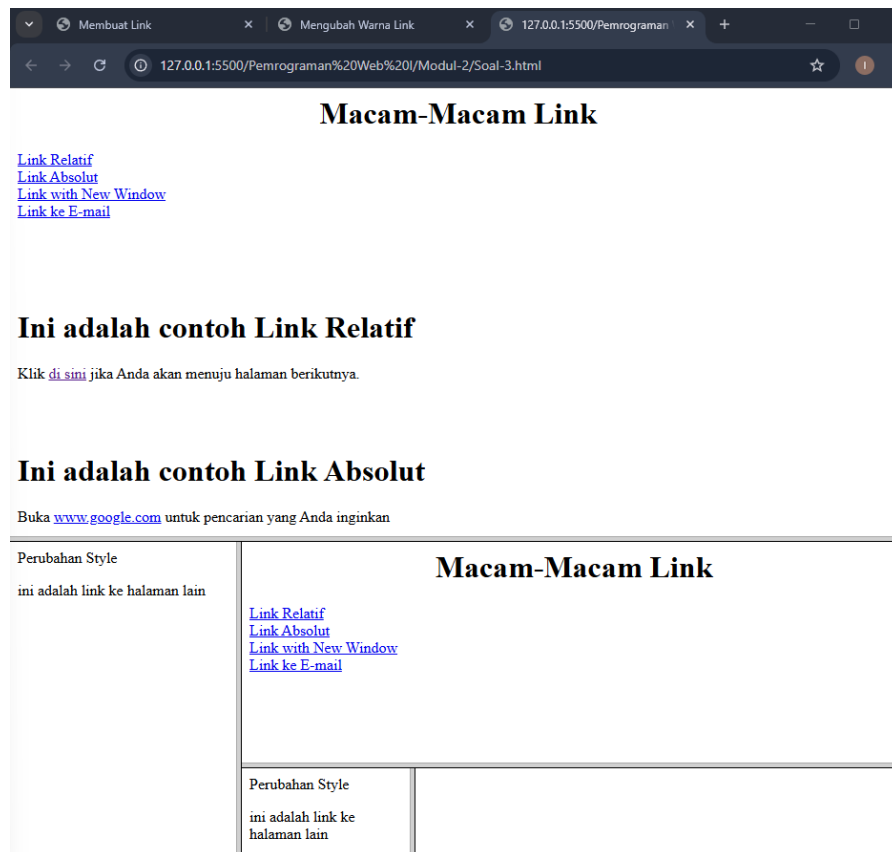 Membuat Link
Mengubah Warna Link
127.0.0.1:5500/Pemrograman
127.0.0.1:5500/Pemrograman%20Web%20I/Modul-2/Soal-3.html
I
Macam-Macam Link
Link Relatif
Link Absolut
Link with New Window
Link ke E-mail
Ini adalah contoh Link Relatif
Klik di sini jika Anda akan menuju halaman berikutnya.
Ini adalah contoh Link Absolut
Buka www.google.com untuk pencarian yang Anda inginkan
Perubahan Style
ini adalah link ke halaman lain
Macam-Macam Link
Link Relatif
Link Absolut
Link with New Window
Link ke E-mail
Perubahan Style
ini adalah link ke
halaman lain